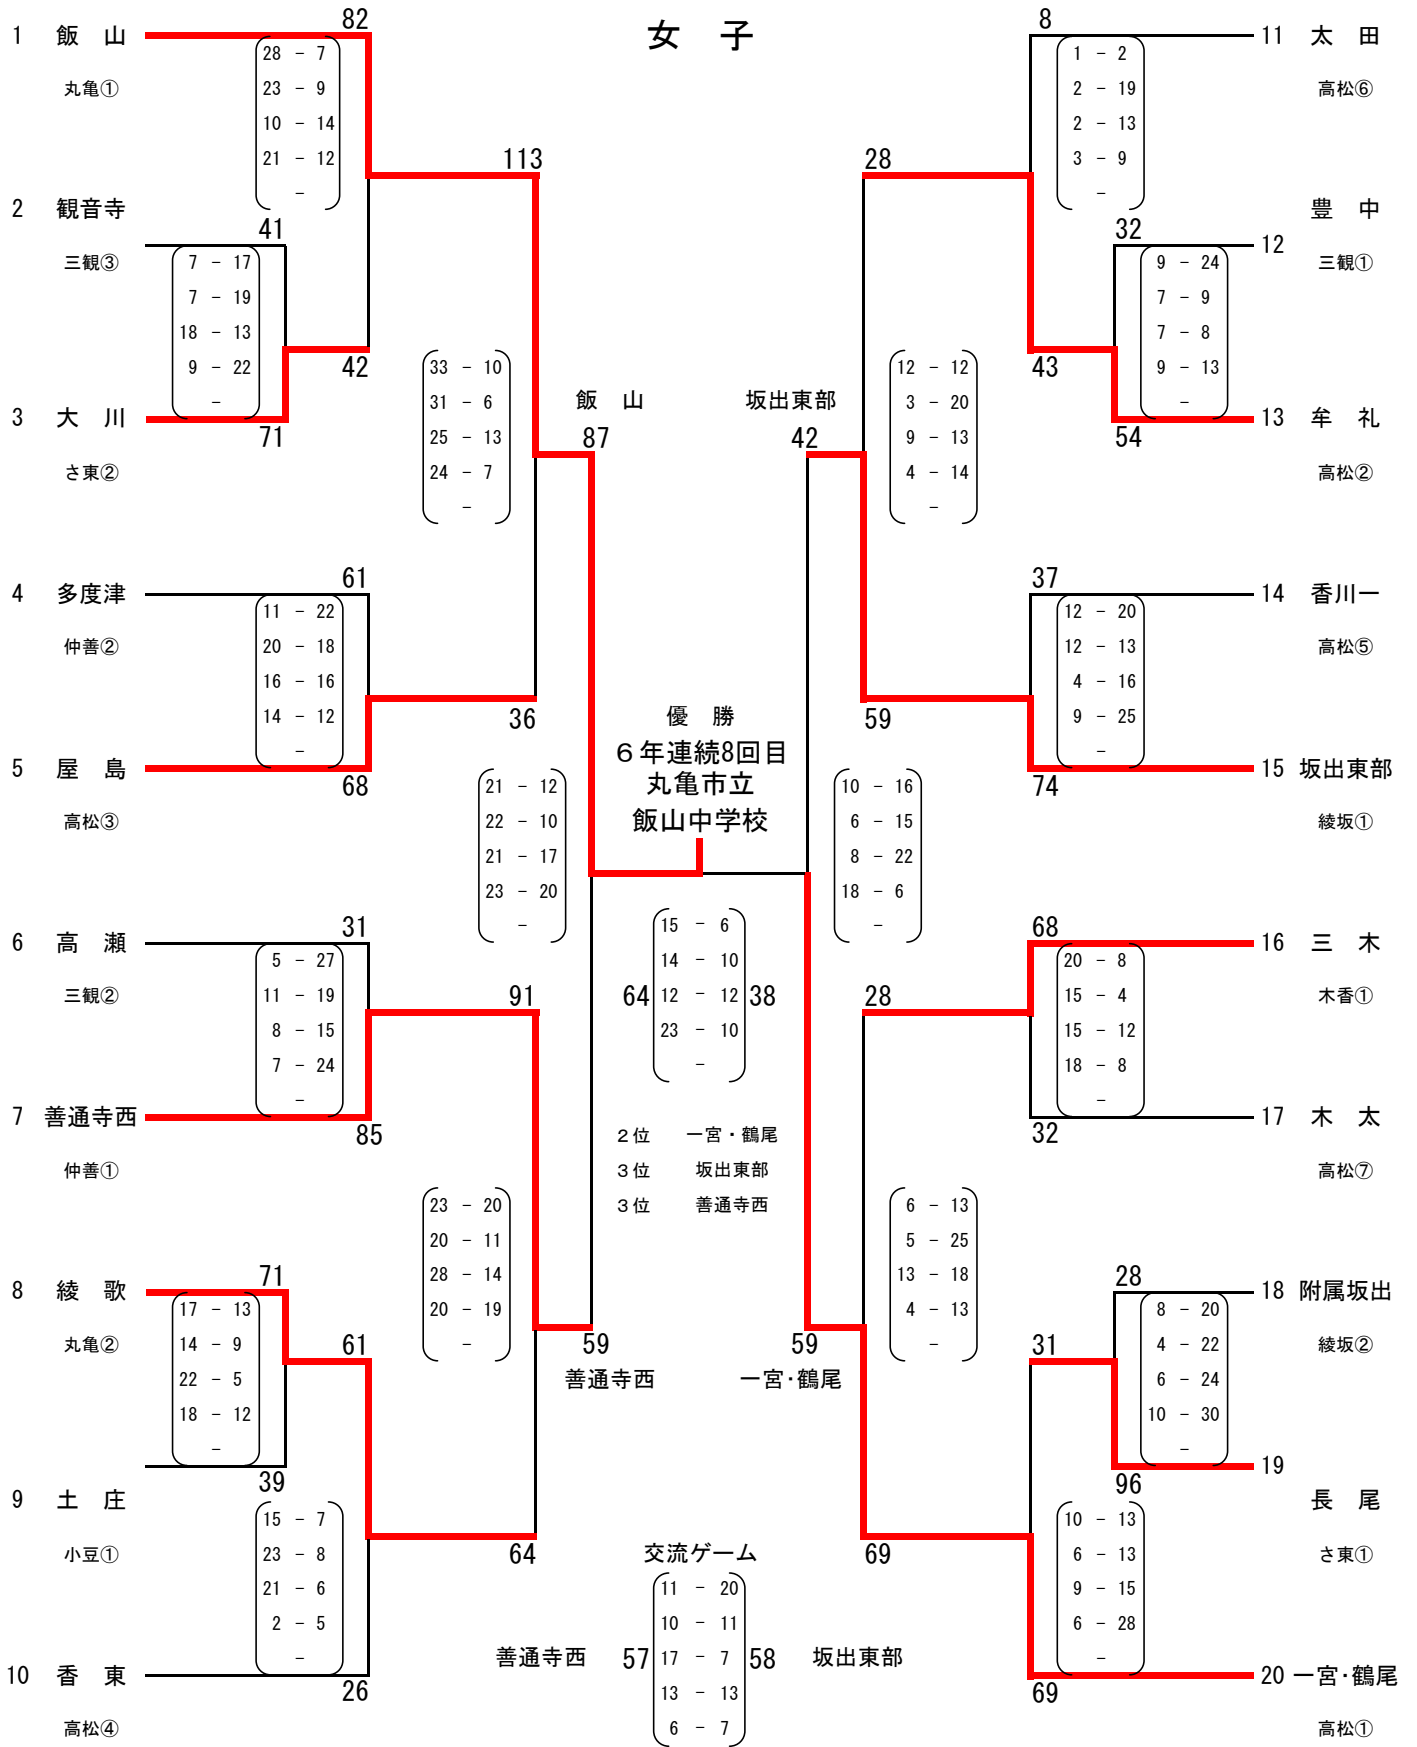 女 子
82
1 飯 山
丸亀①
28 - 7
23 - 9
10 - 14
21 - 12
-
113
2 観音寺
三観③
41
7 - 17
7 - 19
18 - 13
9 - 22
-
42
3 大 川
さ東②
71
33 - 10
31 - 6
25 - 13
24 - 7
-
飯 山
87
4 多度津
仲善②
61
11 - 22
20 - 18
16 - 16
14 - 12
-
36
5 屋 島
高松③
68
21 - 12
22 - 10
21 - 17
23 - 20
-
6 高 瀬
三観②
31
5 - 27
11 - 19
8 - 15
7 - 24
-
91
7 善通寺西
仲善①
85
23 - 20
20 - 11
28 - 14
20 - 19
-
59
善通寺西
8 綾 歌
丸亀②
71
17 - 13
14 - 9
22 - 5
18 - 12
-
61
9 土 庄
小豆①
39
15 - 7
23 - 8
21 - 6
2 - 5
-
64
10 香 東
高松④
26
優 勝
6年連続8回目
丸亀市立
飯山中学校
64
15 - 6
14 - 10
12 - 12
23 - 10
-
38
2位 一宮・鶴尾
3位 坂出東部
3位 善通寺西
交流ゲーム
善通寺西
57
11 - 20
10 - 11
17 - 7
13 - 13
6 - 7
58
坂出東部
8
11 太 田
高松⑥
1 - 2
2 - 19
2 - 13
3 - 9
-
28
豊 中
12
三観①
32
9 - 24
7 - 9
7 - 8
9 - 13
-
43
13 牟 礼
高松②
54
12 - 12
3 - 20
9 - 13
4 - 14
-
坂出東部
42
37
14 香川一
高松⑤
12 - 20
12 - 13
4 - 16
9 - 25
-
59
15 坂出東部
綾坂①
74
10 - 16
6 - 15
8 - 22
18 - 6
-
68
16 三 木
木香①
20 - 8
15 - 4
15 - 12
18 - 8
-
28
17 木 太
高松⑦
32
6 - 13
5 - 25
13 - 18
4 - 13
-
59
一宮・鶴尾
28
18 附属坂出
綾坂②
8 - 20
4 - 22
6 - 24
10 - 30
-
31
19
長 尾
さ東①
96
10 - 13
6 - 13
9 - 15
6 - 28
-
69
20 一宮・鶴尾
高松①
69